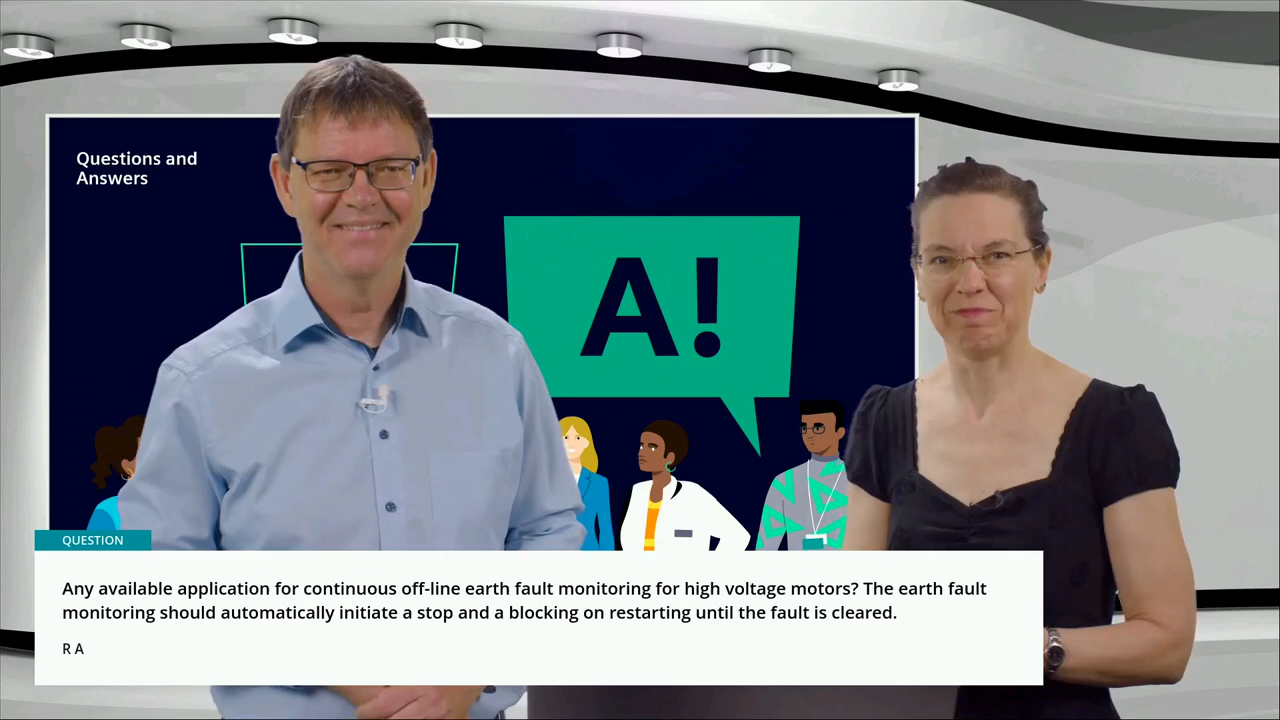 Questions and
Answers
A!
QUESTION
Any available application for continuous off-line earth fault monitoring for high voltage motors? The earth fault
monitoring should automatically initiate a stop and a blocking on restarting until the fault is cleared.
R A